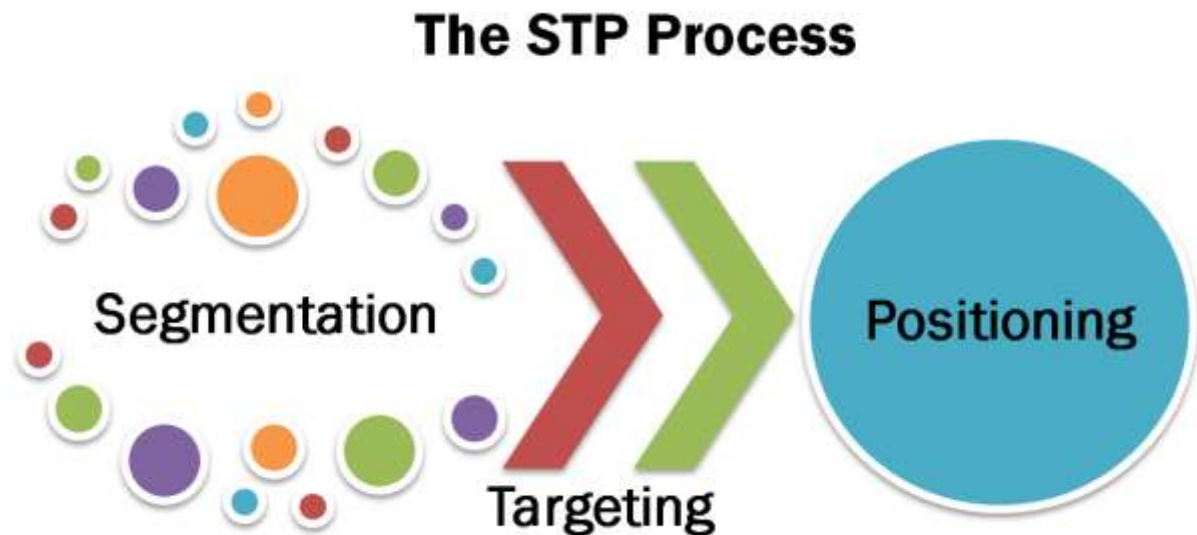 The STP Process
Segmentation
Targeting
Positioning